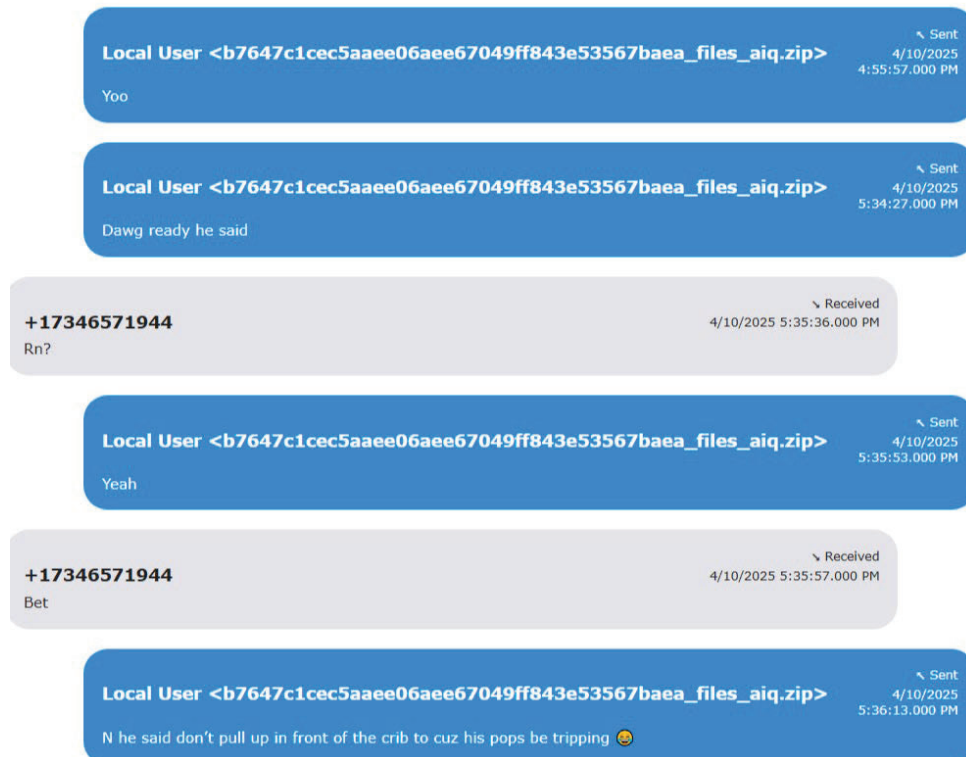 ↖ Sent
Local User <b7647c1cec5aaee06aee67049ff843e53567baea_files_aiq.zip>
4/10/2025
4:55:57.000 PM
Yoo
↖ Sent
Local User <b7647c1cec5aaee06aee67049ff843e53567baea_files_aiq.zip>
4/10/2025
5:34:27.000 PM
Dawg ready he said
↘ Received
+17346571944
4/10/2025 5:35:36.000 PM
Rn?
↖ Sent
Local User <b7647c1cec5aaee06aee67049ff843e53567baea_files_aiq.zip>
4/10/2025
5:35:53.000 PM
Yeah
↘ Received
+17346571944
4/10/2025 5:35:57.000 PM
Bet
↖ Sent
Local User <b7647c1cec5aaee06aee67049ff843e53567baea_files_aiq.zip>
4/10/2025
5:36:13.000 PM
N he said don’t pull up in front of the crib to cuz his pops be tripping 😂